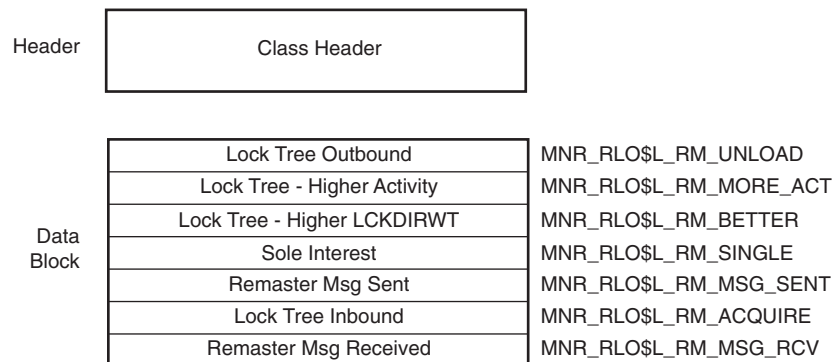 Header Class Header
Lock Tree Outbound MNR_RLO$L_RM_UNLOAD
Lock Tree - Higher Activity MNR_RLO$L_RM_MORE_ACT
Lock Tree - Higher LCKDIRWT MNR_RLO$L_RM_BETTER
Data
Block
Sole Interest MNR_RLO$L_RM_SINGLE
Remaster Msg Sent MNR_RLO$L_RM_MSG_SENT
Lock Tree Inbound MNR_RLO$L_RM_ACQUIRE
Remaster Msg Received MNR_RLO$L_RM_MSG_RCV